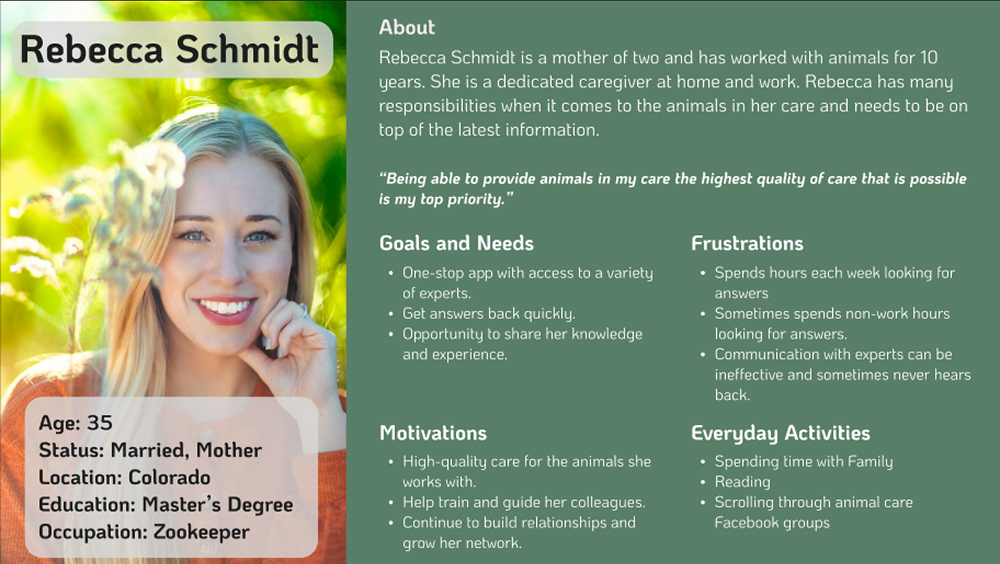 Rebecca Schmidt
Age: 35
Status: Married, Mother
Location: Colorado
Education: Master's Degree
Occupation: Zookeeper
About
Rebecca Schmidt is a mother of two and has worked with animals for 10
years. She is a dedicated caregiver at home and work. Rebecca has many
responsibilities when it comes to the animals in her care and needs to be on
top of the latest information.
“Being able to provide animals in my care the highest quality of care that is possible
is my top priority.”
Goals and Needs
• One-stop app with access to a variety
of experts.
• Get answers back quickly.
• Opportunity to share her knowledge
and experience.
Frustrations
• Spends hours each week looking for
answers
• Sometimes spends non-work hours
looking for answers.
• Communication with experts can be
ineffective and sometimes never hears
back.
Motivations
• High-quality care for the animals she
works with.
• Help train and guide her colleagues.
• Continue to build relationships and
grow her network.
Everyday Activities
• Spending time with Family
• Reading
• Scrolling through animal care
Facebook groups